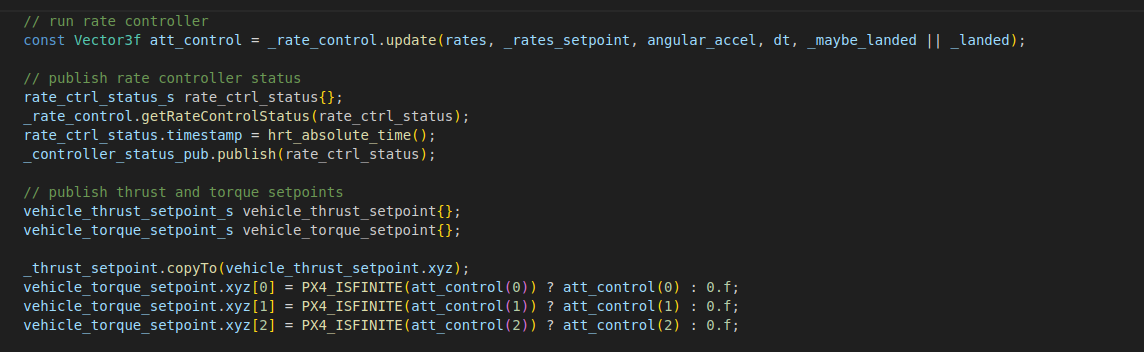 // run rate controller
const Vector3f att_control = _rate_control.update(rates, _rates_setpoint, angular_accel, dt, _maybe_landed || _landed);
// publish rate controller status
rate_ctrl_status_s rate_ctrl_status{};
_rate_control.getRateControlStatus(rate_ctrl_status);
rate_ctrl_status.timestamp = hrt_absolute_time();
_controller_status_pub.publish(rate_ctrl_status);
// publish thrust and torque setpoints
vehicle_thrust_setpoint_s vehicle_thrust_setpoint{};
vehicle_torque_setpoint_s vehicle_torque_setpoint{};
_thrust_setpoint.copyTo(vehicle_thrust_setpoint.xyz);
vehicle_torque_setpoint.xyz[0] = PX4_ISFINITE(att_control(0)) ? att_control(0) : 0.f;
vehicle_torque_setpoint.xyz[1] = PX4_ISFINITE(att_control(1)) ? att_control(1) : 0.f;
vehicle_torque_setpoint.xyz[2] = PX4_ISFINITE(att_control(2)) ? att_control(2) : 0.f;